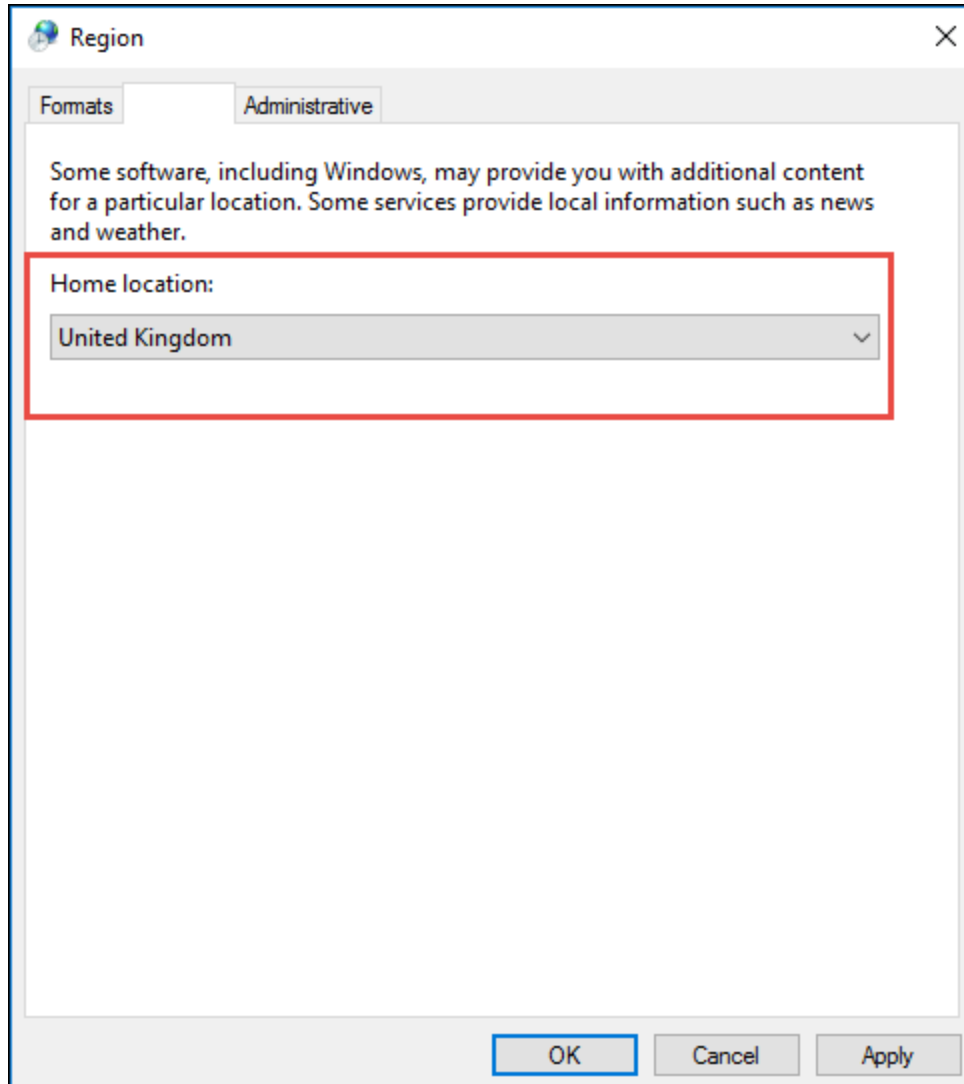 Region
Formats
Administrative
Some software, including Windows, may provide you with additional content
for a particular location. Some services provide local information such as news
and weather.
Home location:
United Kingdom
OK Cancel Apply